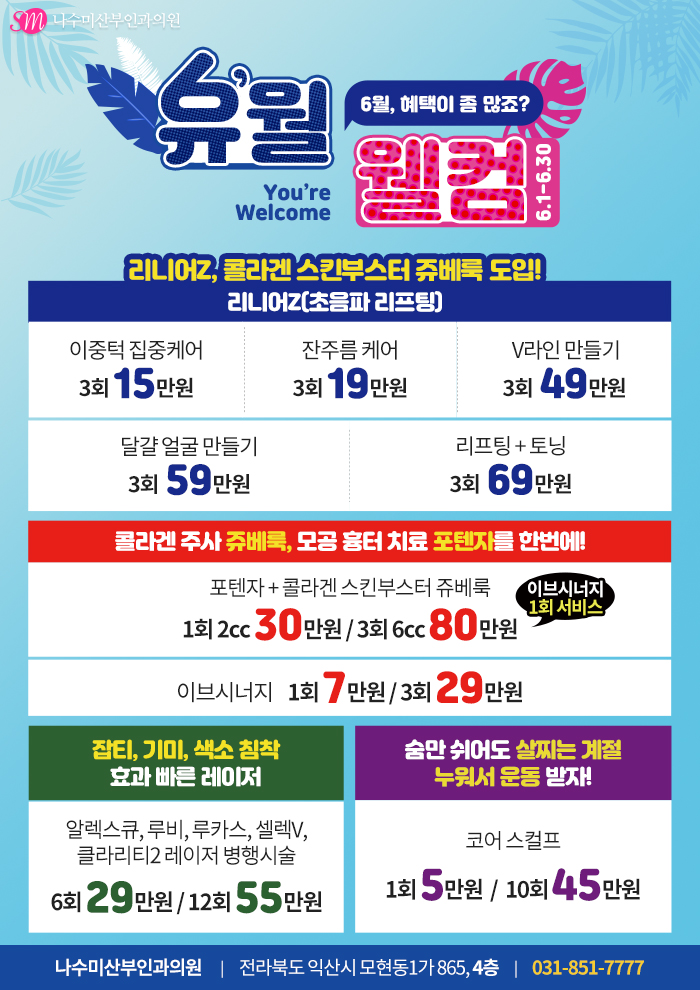 SM 나수미산부인과의원
유'월
6월, 혜택이 좀 많죠?
You're
Welcome
웰컴
6.1-6.30
리니어Z, 콜라겐 스킨부스터 쥬베룩 도입!
리니어Z(초음파 리프팅)
이중턱 집중케어
3회 15만원
잔주름 케어
3회 19만원
V라인 만들기
3회 49만원
달걀 얼굴 만들기
3회 59만원
리프팅 + 토닝
3회 69만원
콜라겐 주사 쥬베룩, 모공 흉터 치료 포텐자를 한번에!
포텐자 + 콜라겐 스킨부스터 쥬베룩
1회 2cc 30만원 / 3회 6cc 80만원
이브시너지
1회 서비스
이브시너지 1회 7만원 / 3회 29만원
잡티, 기미, 색소 침착
효과 빠른 레이저
알렉스큐, 루비, 루카스, 셀렉V,
클라리티2 레이저 병행시술
6회 29만원 / 12회 55만원
숨만 쉬어도 살찌는 계절
누워서 운동 받자!
코어 스컬프
1회 5만원 / 10회 45만원
나수미산부인과의원 | 전라북도 익산시 모현동1가 865, 4층 | 031-851-7777